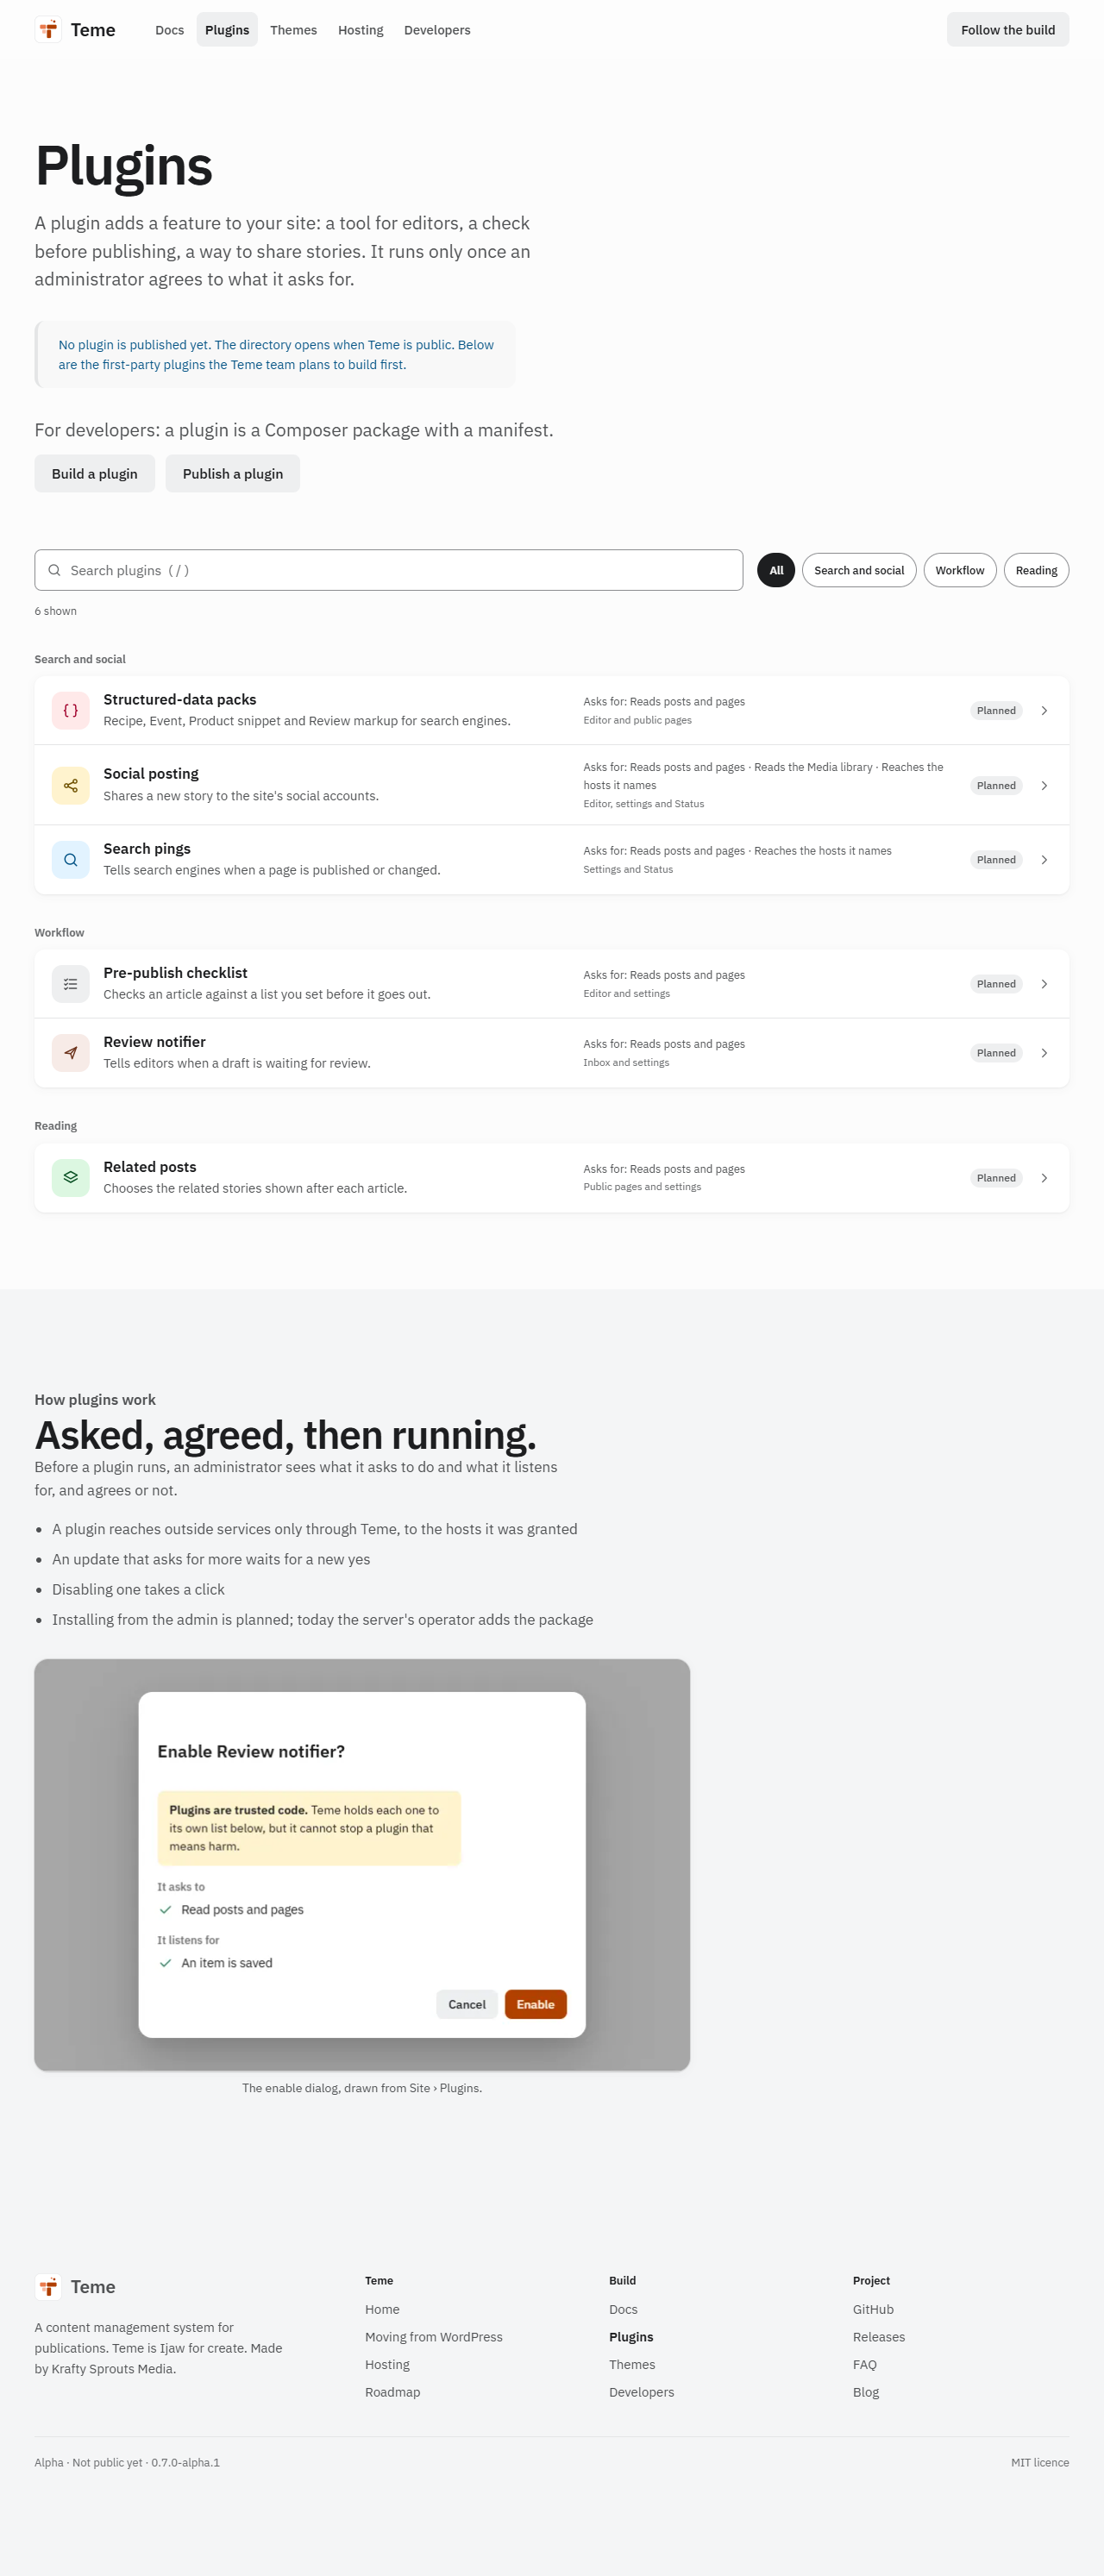 Teme
Docs
Plugins
Themes
Hosting
Developers
Follow the build
Plugins
A plugin adds a feature to your site: a tool for editors, a check
before publishing, a way to share stories. It runs only once an
administrator agrees to what it asks for.
No plugin is published yet. The directory opens when Teme is public. Below
are the first-party plugins the Teme team plans to build first.
For developers: a plugin is a Composer package with a manifest.
Build a plugin
Publish a plugin
Search plugins ( / )
All
Search and social
Workflow
Reading
6 shown
Search and social
Structured-data packs
Recipe, Event, Product snippet and Review markup for search engines.
Asks for: Reads posts and pages
Editor and public pages
Planned
Social posting
Shares a new story to the site's social accounts.
Asks for: Reads posts and pages · Reads the Media library · Reaches the
hosts it names
Editor, settings and Status
Planned
Search pings
Tells search engines when a page is published or changed.
Asks for: Reads posts and pages · Reaches the hosts it names
Settings and Status
Planned
Workflow
Pre-publish checklist
Checks an article against a list you set before it goes out.
Asks for: Reads posts and pages
Editor and settings
Planned
Review notifier
Tells editors when a draft is waiting for review.
Asks for: Reads posts and pages
Inbox and settings
Planned
Reading
Related posts
Chooses the related stories shown after each article.
Asks for: Reads posts and pages
Public pages and settings
Planned
How plugins work
Asked, agreed, then running.
Before a plugin runs, an administrator sees what it asks to do and what it listens
for, and agrees or not.
• A plugin reaches outside services only through Teme, to the hosts it was granted
• An update that asks for more waits for a new yes
• Disabling one takes a click
• Installing from the admin is planned; today the server's operator adds the package
Enable Review notifier?
Plugins are trusted code. Teme holds each one to
its own list below, but it cannot stop a plugin that
means harm.
It asks to
Read posts and pages
It listens for
An item is saved
Cancel
Enable
The enable dialog, drawn from Site › Plugins.
Teme
A content management system for
publications. Teme is Ijaw for create. Made
by Krafty Sprouts Media.
Teme
Home
Moving from WordPress
Hosting
Roadmap
Build
Docs
Plugins
Themes
Developers
Project
GitHub
Releases
FAQ
Blog
Alpha · Not public yet · 0.7.0-alpha.1
MIT licence